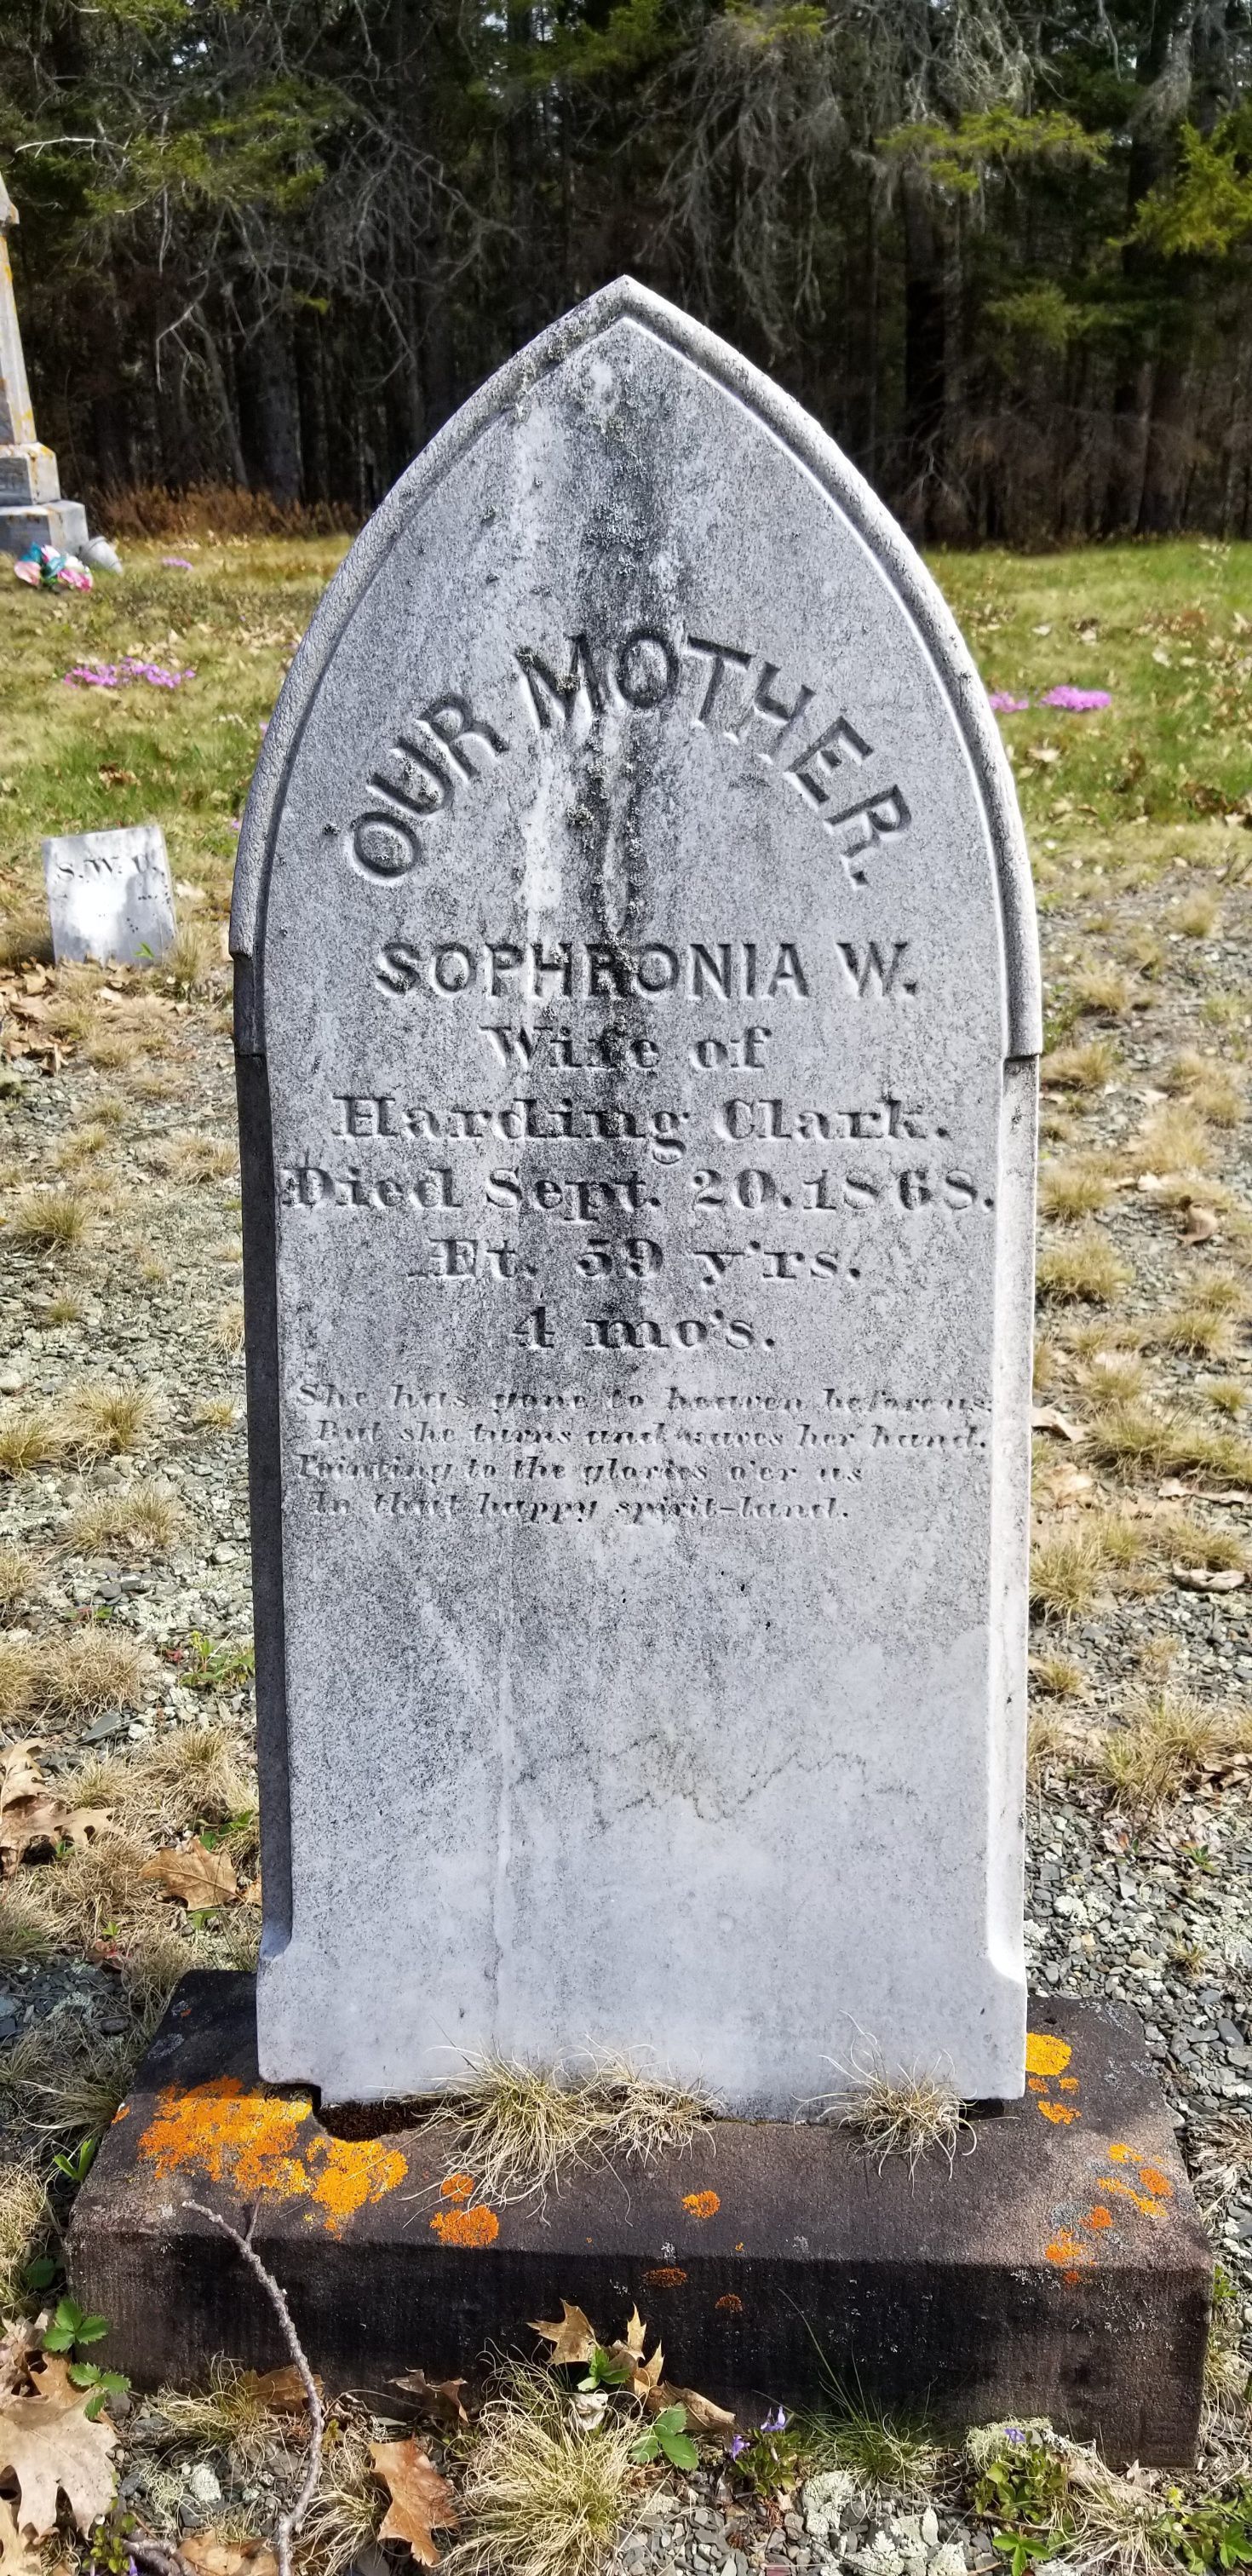 OUR MOTHER.
SOPHRONIA W.
Wife of
Harding Clark.
Died Sept. 20. 1868.
Æt. 59 y'rs.
4 mo's.
She has gone to heaven before us,
But she turns and waves her hand,
Pointing to the glories o'er us
In that happy spirit-land.
S.W.